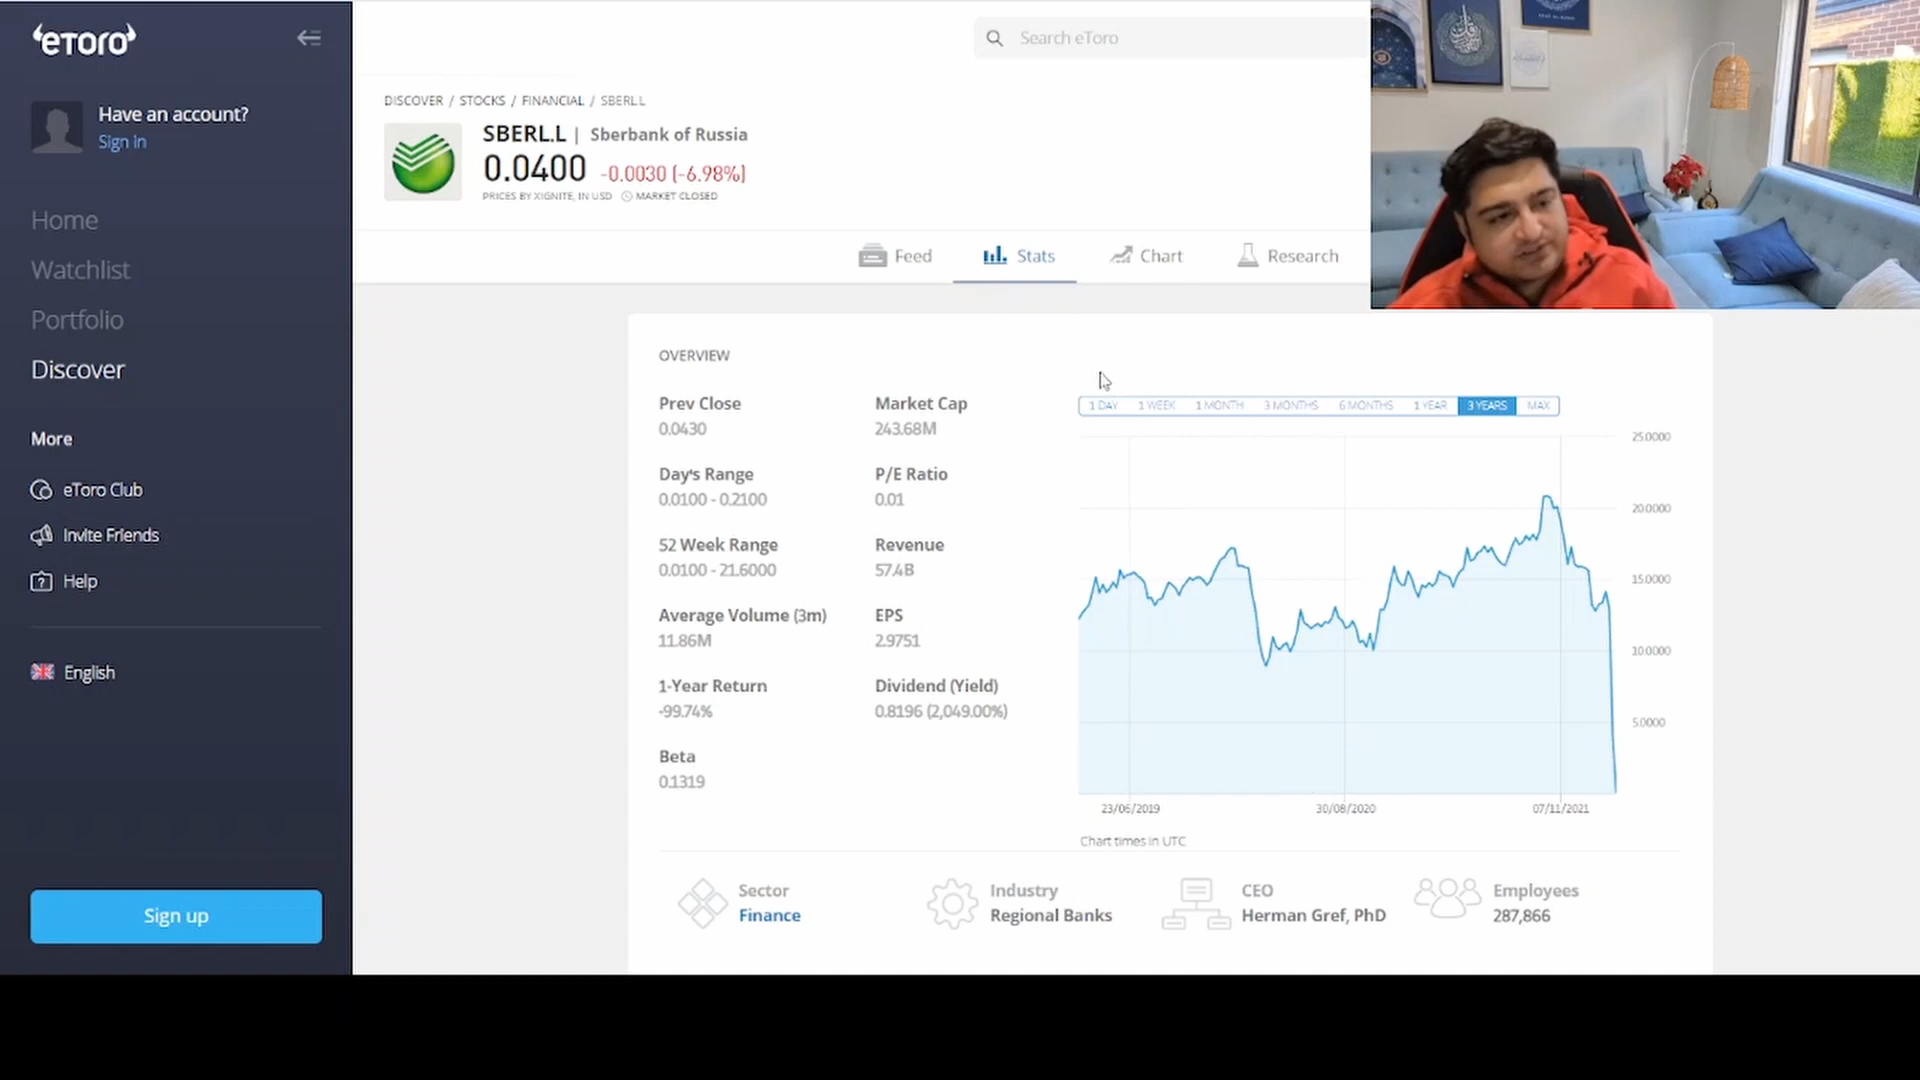 eToro
Have an account?
Sign in
Home
Watchlist
Portfolio
Discover
More
eToro Club
Invite Friends
Help
English
Sign up
Search eToro
DISCOVER / STOCKS / FINANCIAL / SBERL.L
SBERL.L | Sberbank of Russia
0.0400 -0.0030 (-6.98%)
PRICES BY XIGNITE, IN USD MARKET CLOSED
Feed
Stats
Chart
Research
OVERVIEW
Prev Close
0.0430
Day's Range
0.0100 - 0.2100
52 Week Range
0.0100 - 21.6000
Average Volume (3m)
11.86M
1-Year Return
-99.74%
Beta
0.1319
Market Cap
243.68M
P/E Ratio
0.01
Revenue
57.4B
EPS
2.9751
Dividend (Yield)
0.8196 (2,049.00%)
1 DAY 1 WEEK 1 MONTH 3 MONTHS 6 MONTHS 1 YEAR 3 YEARS MAX
25.0000
20.0000
15.0000
10.0000
5.0000
23/06/2019 30/08/2020 07/11/2021
Chart times in UTC
Sector
Finance
Industry
Regional Banks
CEO
Herman Gref, PhD
Employees
287,866